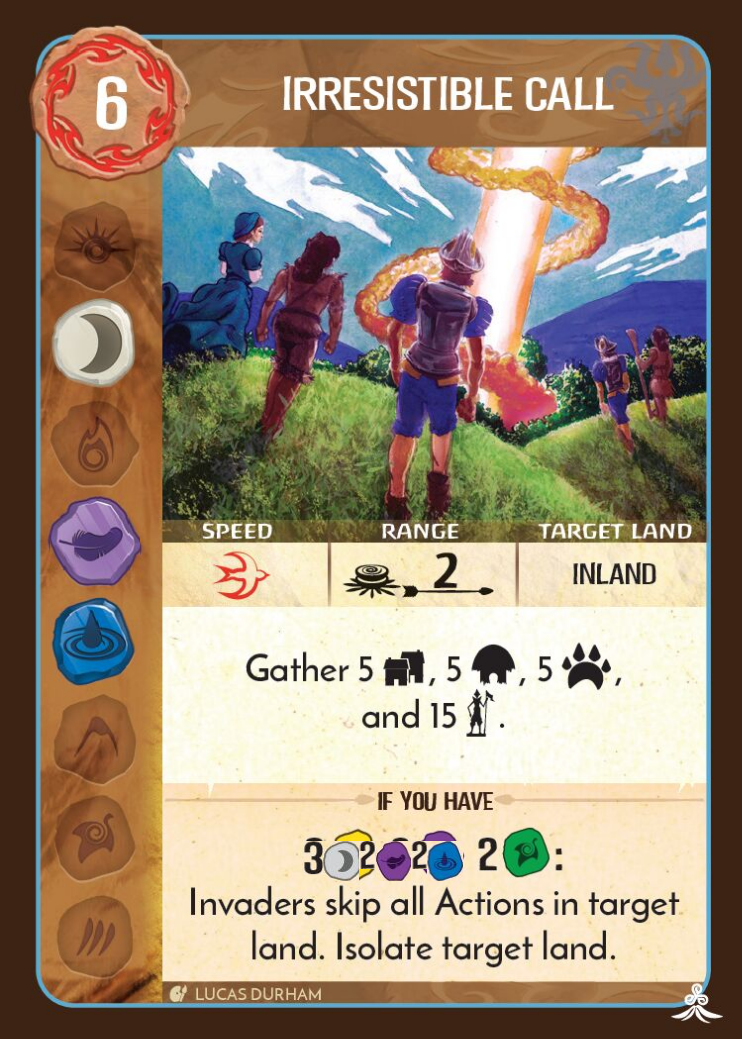 6
IRRESISTIBLE CALL
SPEED RANGE TARGET LAND
2 INLAND
Gather 5 , 5 , 5 ,
and 15 .
IF YOU HAVE
3 2 2 2 :
Invaders skip all Actions in target
land. Isolate target land.
LUCAS DURHAM